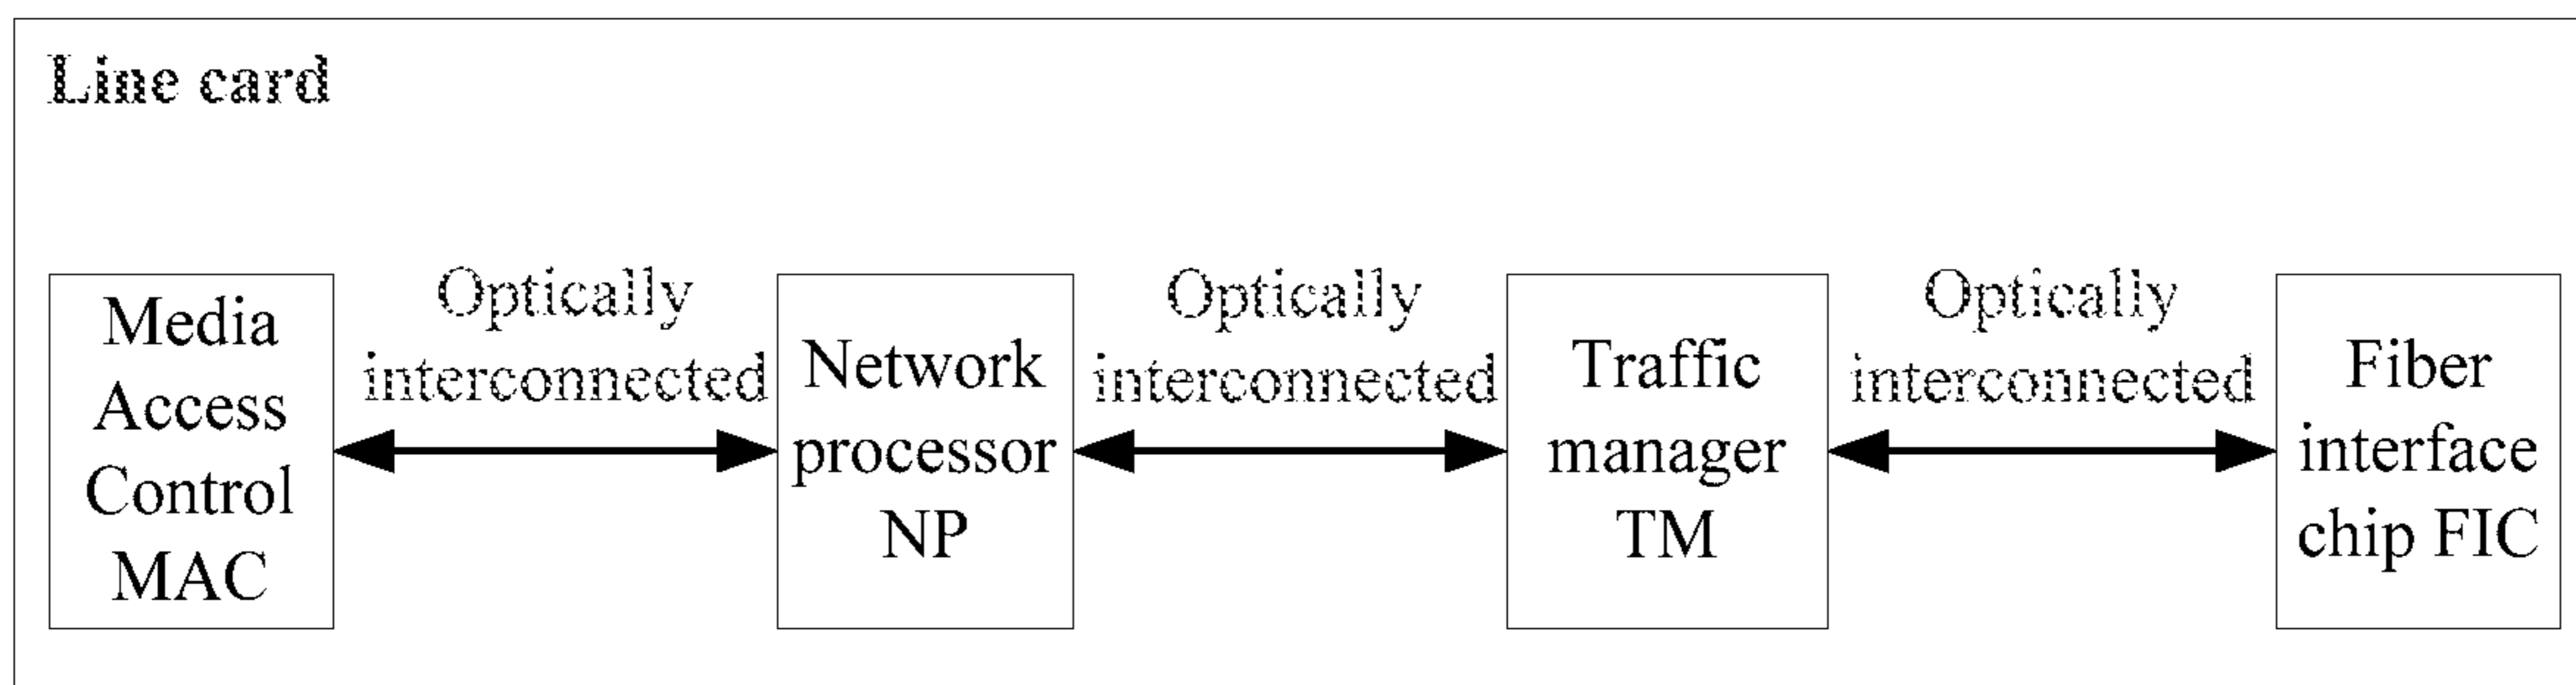 Line card
Media
Access
Control
MAC
Optically
interconnected
Network
processor
NP
Optically
interconnected
Traffic
manager
TM
Optically
interconnected
Fiber
interface
chip FIC